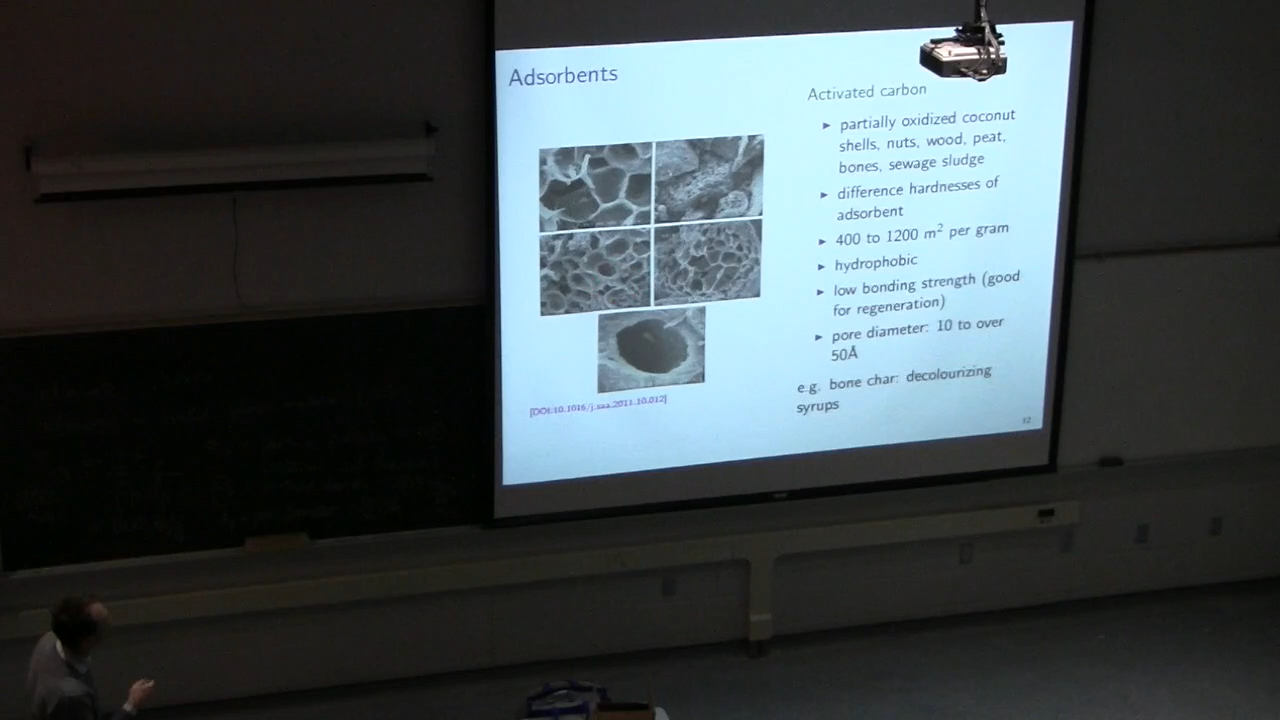 Adsorbents
Activated carbon
► partially oxidized coconut
shells, nuts, wood, peat,
bones, sewage sludge
► difference hardnesses of
adsorbent
► 400 to 1200 m² per gram
► hydrophobic
► low bonding strength (good
for regeneration)
► pore diameter: 10 to over
50Å
e.g. bone char: decolourizing
syrups
[DOI:10.1016/j.saa.2011.10.012]
12